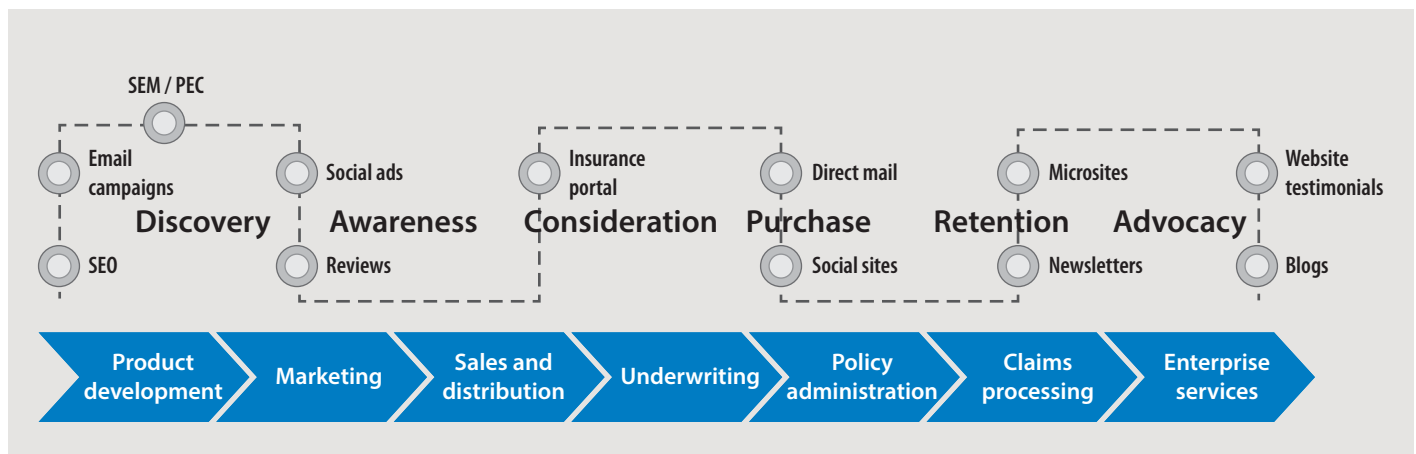 SEM / PEC
Email
campaigns
Social ads
Insurance
portal
Direct mail
Microsites
Website
testimonials
Discovery
Awareness
Consideration
Purchase
Retention
Advocacy
SEO
Reviews
Social sites
Newsletters
Blogs
Product
development
Marketing
Sales and
distribution
Underwriting
Policy
administration
Claims
processing
Enterprise
services